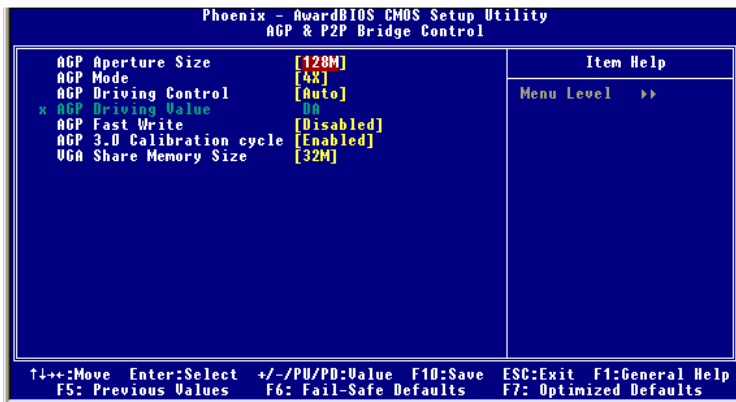 Phoenix - AwardBIOS CMOS Setup Utility
AGP & P2P Bridge Control
AGP Aperture Size [128M]
AGP Mode [4X]
AGP Driving Control [Auto]
x AGP Driving Value DA
AGP Fast Write [Disabled]
AGP 3.0 Calibration cycle [Enabled]
VGA Share Memory Size [32M]
Item Help
Menu Level ▸▸
↑↓→←:Move Enter:Select +/-/PU/PD:Value F10:Save ESC:Exit F1:General Help
F5: Previous Values F6: Fail-Safe Defaults F7: Optimized Defaults